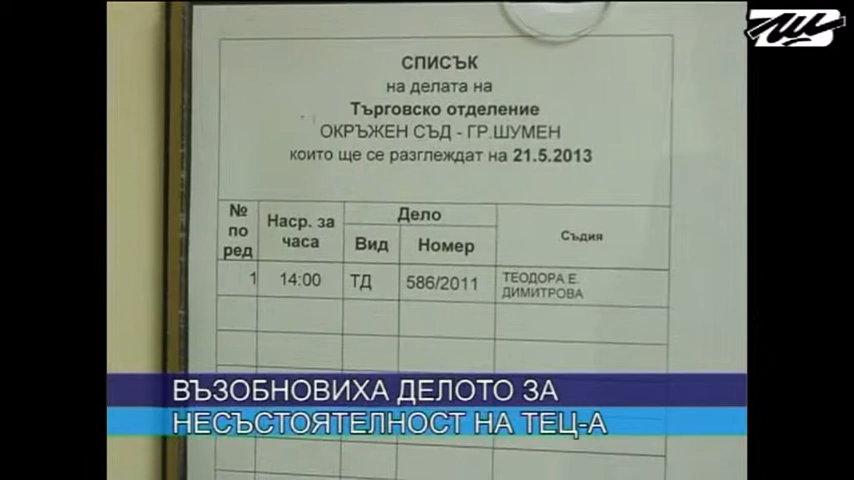 СПИСЪК
на делата на
Търговско отделение
ОКРЪЖЕН СЪД - ГР.ШУМЕН
които ще се разглеждат на 21.5.2013
№ по ред
Наср. за часа
Дело
Вид
Номер
Съдия
1 14:00 ТД 586/2011 ТЕОДОРА Е. ДИМИТРОВА
ВЪЗОБНОВИХА ДЕЛОТО ЗА
НЕСЪСТОЯТЕЛНОСТ НА ТЕЦ-А